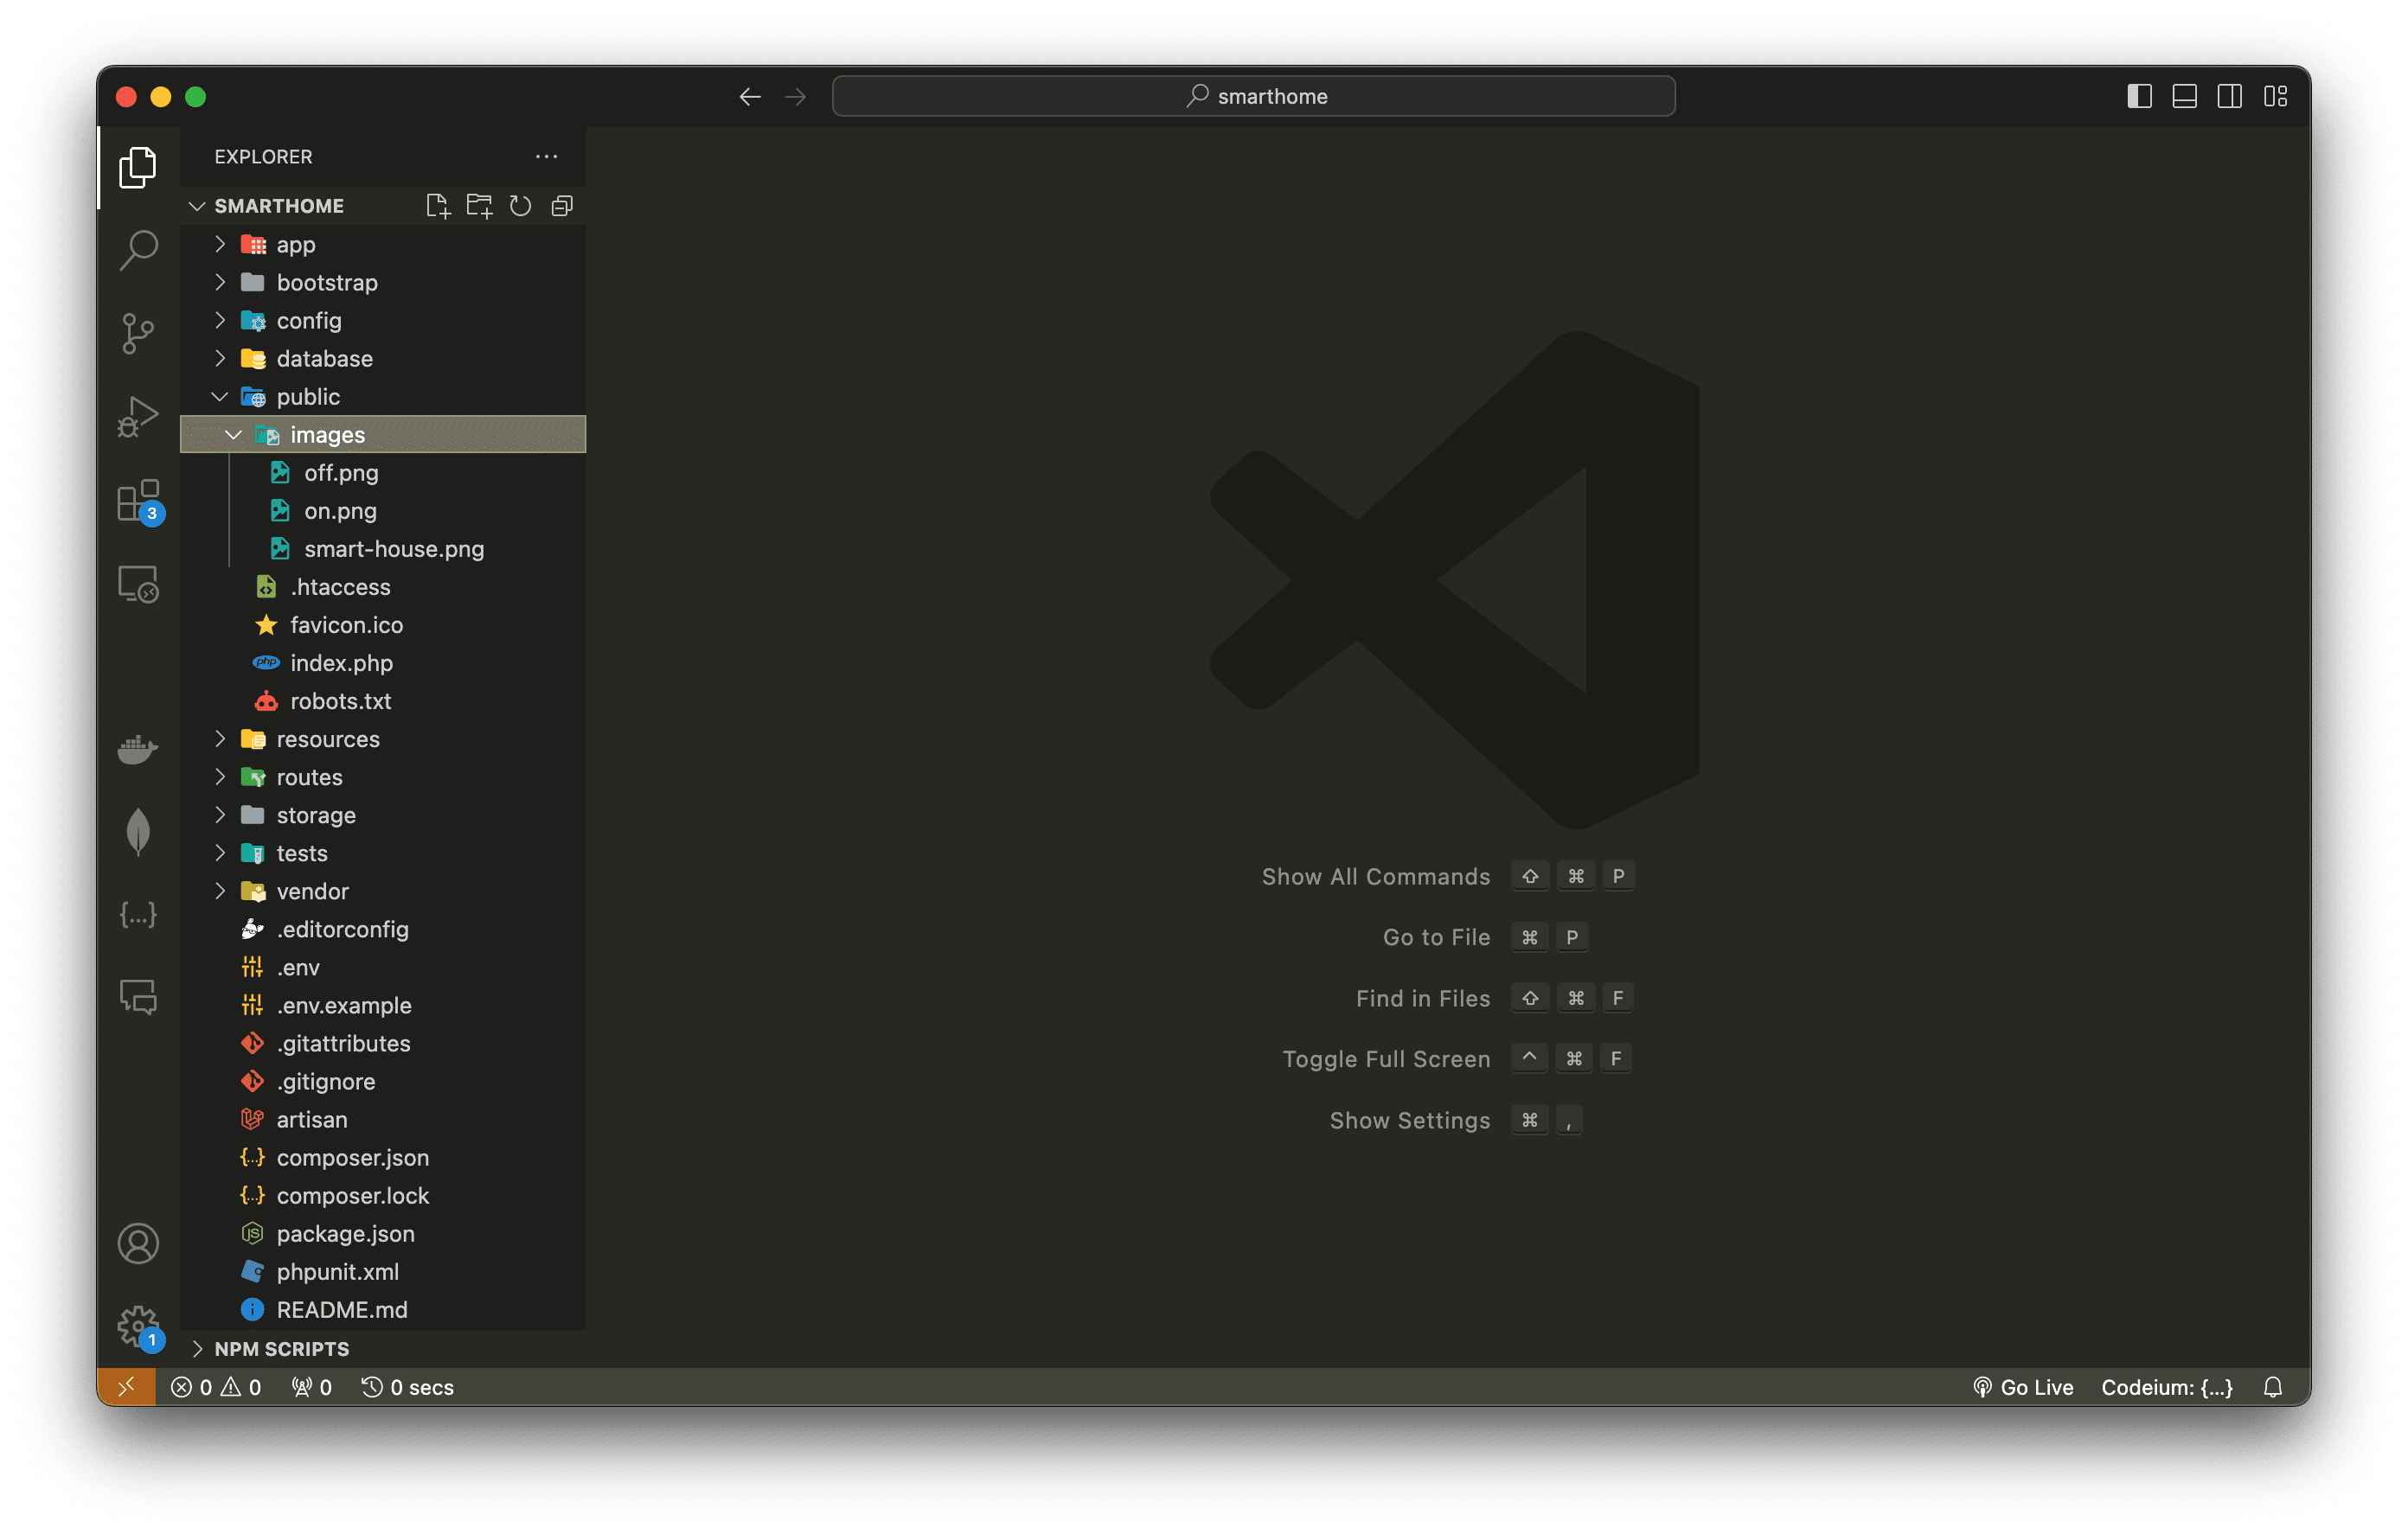 smarthome
EXPLORER
SMARTHOME
app
bootstrap
config
database
public
images
off.png
on.png
smart-house.png
.htaccess
favicon.ico
php index.php
robots.txt
resources
routes
storage
tests
vendor
.editorconfig
.env
.env.example
.gitattributes
.gitignore
artisan
{..} composer.json
{..} composer.lock
JS package.json
phpunit.xml
i README.md
NPM SCRIPTS
3
{...}
1
Show All Commands ⇧ ⌘ P
Go to File ⌘ P
Find in Files ⇧ ⌘ F
Toggle Full Screen ^ ⌘ F
Show Settings ⌘ ,
0 0 0 0 secs
Go Live Codeium: {...}